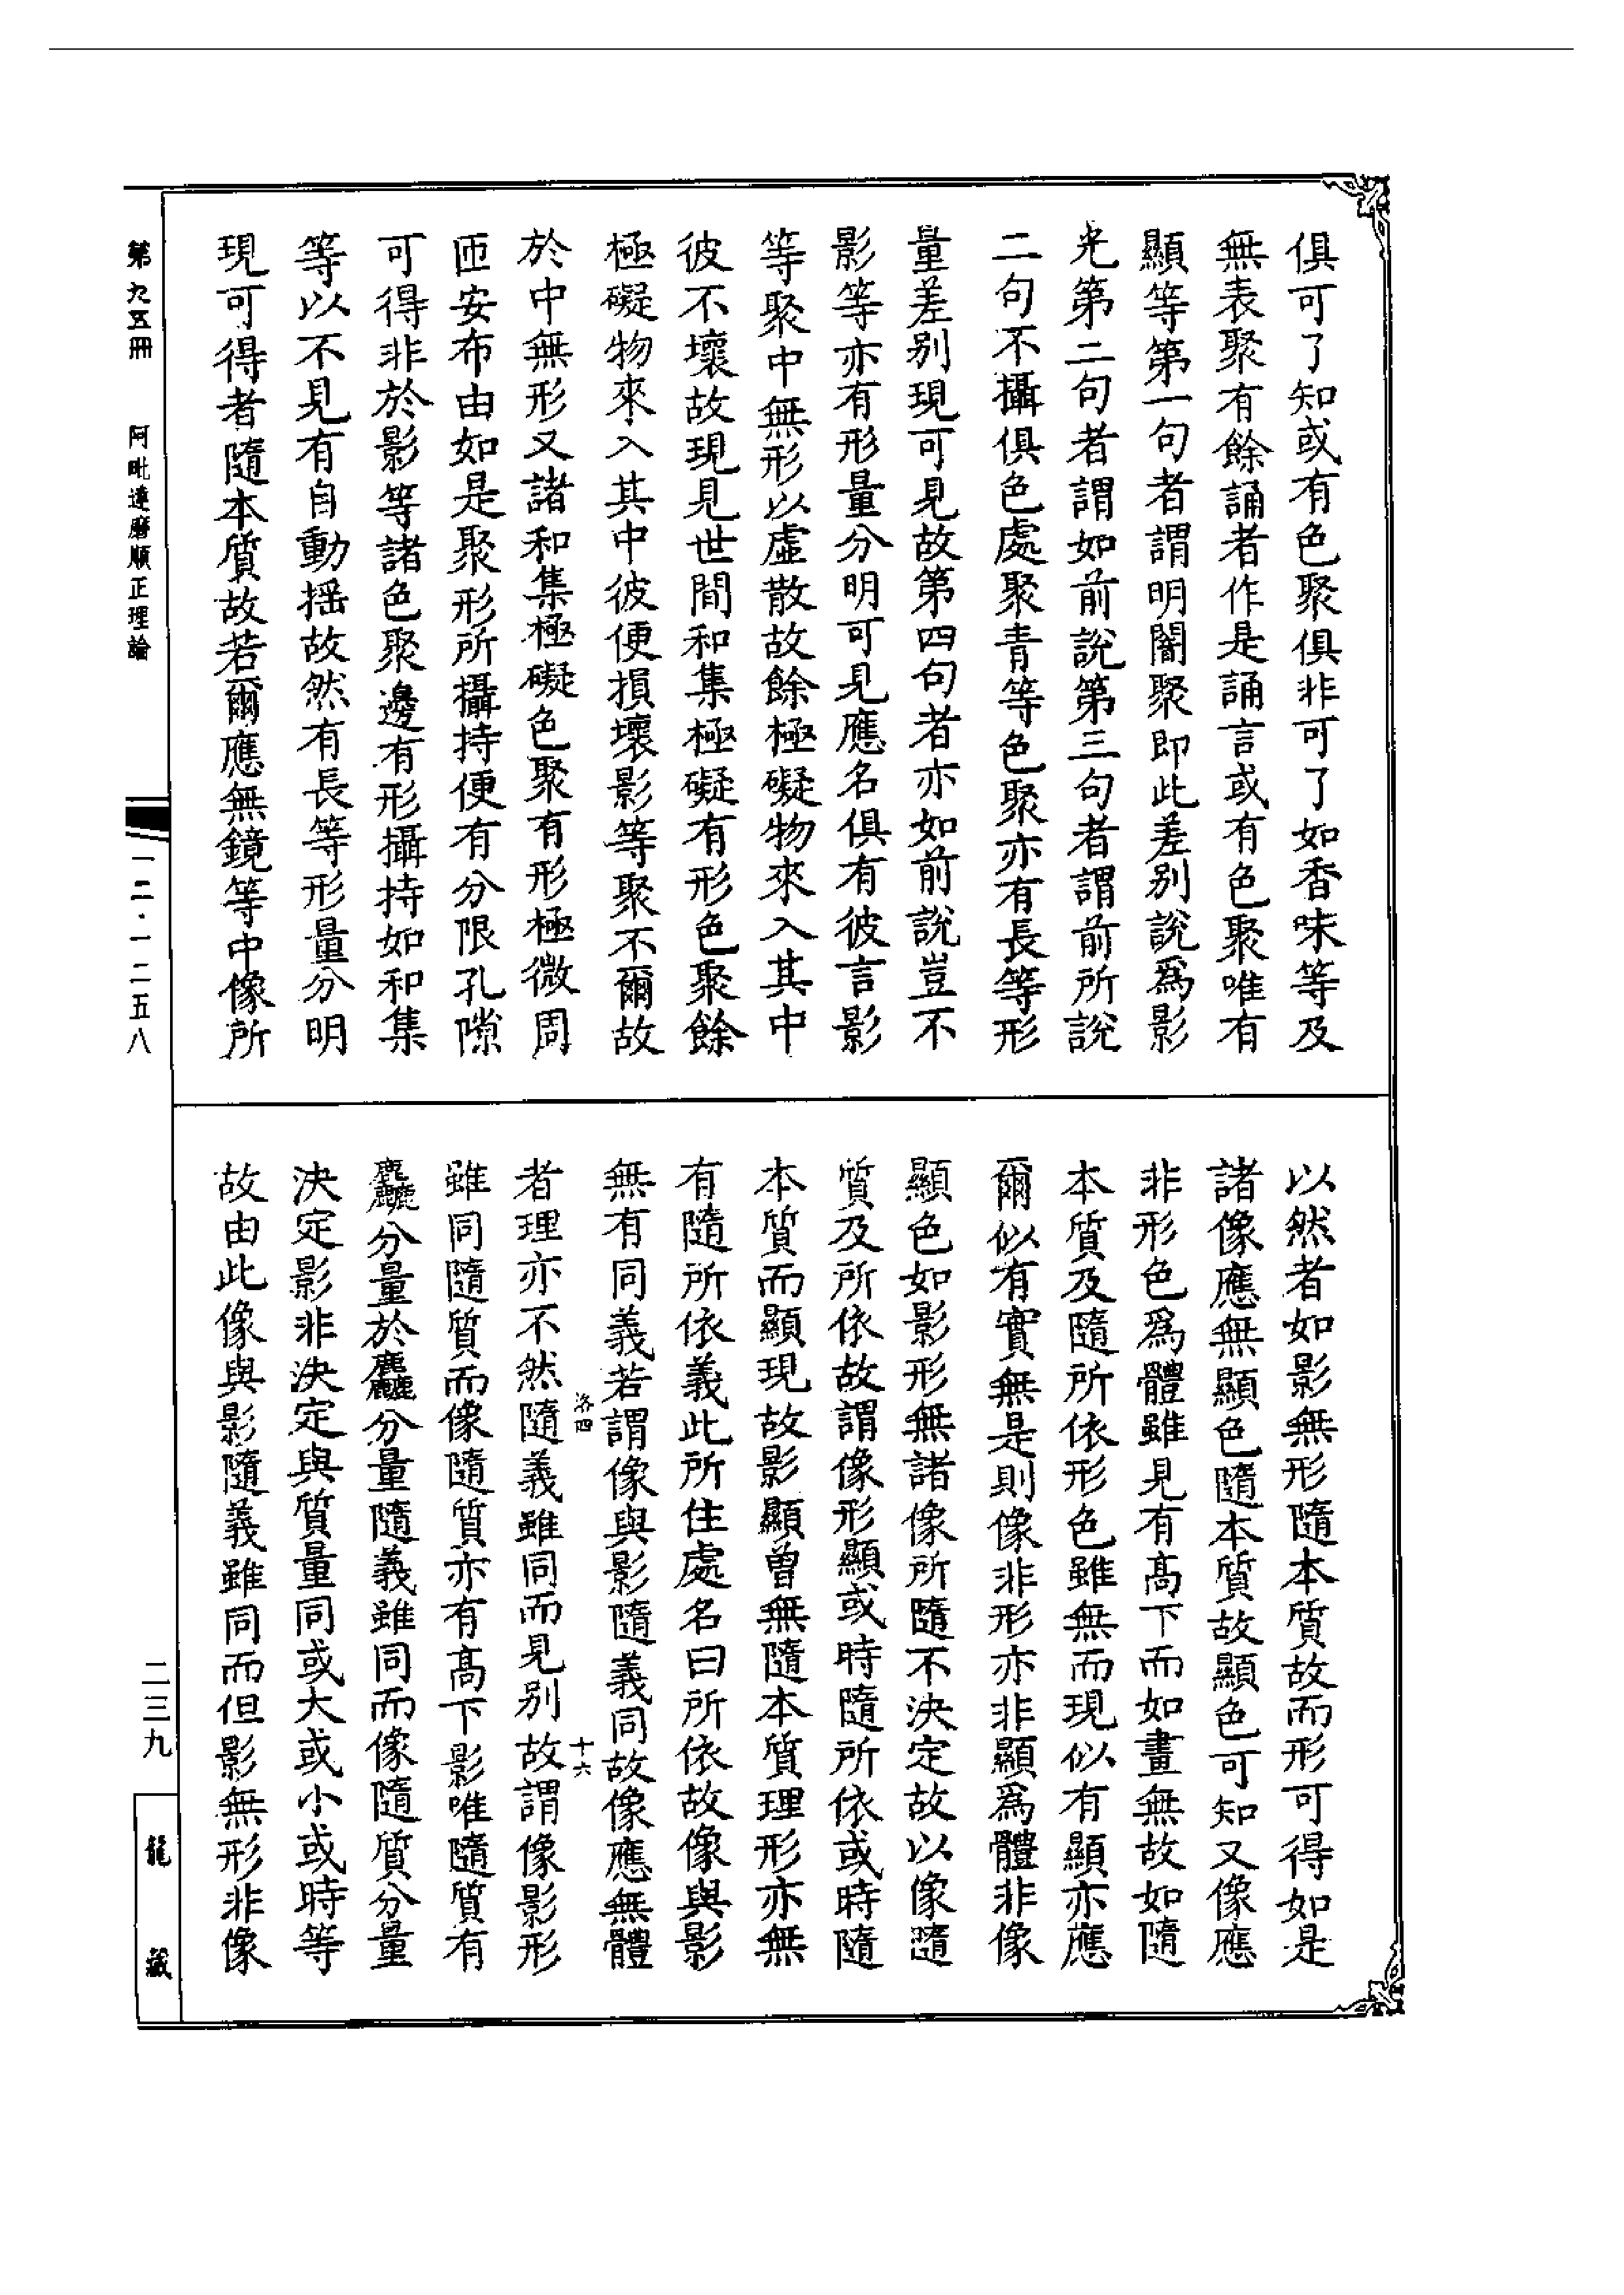 俱可了知或有色聚俱非可了如香味等及
無表聚有餘誦者作是誦言或有色聚唯有
顯等第一句者謂明闇聚即此差別說爲影
光第二句者謂如前說第三句者謂前所說
二句不攝俱色處聚青等色聚亦有長等形
量差别現可見故第四句者亦如前說豈不
影等亦有形量分明可見應名俱有彼言影
等聚中無形以虛散故餘極礙物來入其中
彼不壞故現見世間和集極礙有形色聚餘
極礙物來入其中彼便損壞影等聚不爾故
於中無形又諸和集極礙色聚有形極微周
匝安布由如是聚形所攝持便有分限孔隙
可得非於影等諸色聚邊有形攝持如和集
等以不見有自動搖故然有長等形量分明
現可得者隨本質故若爾應無鏡等中像所
以然者如影無形隨本質故而形可得如是
諸像應無顯色隨本質故顯色可知又像應
非形色爲體雖見有高下而如畫無故如隨
本質及隨所依形色雖無而現似有顯亦應
爾似有實無是則像非形亦非顯爲體非像
顯色如影形無諸像所隨不決定故以像隨
質及所依故謂像形顯或時隨所依或時隨
本質而顯現故影顯曾無隨本質理形亦無
有隨所依義此所住處名曰所依故像與影
無有同義若謂像與影隨義同故像應無體
洛四 十六
者理亦不然隨義雖同而見別故謂像影形
雖同隨質而像隨質亦有高下影唯隨質有
麤分量於麤分量隨義雖同而像隨質分量
決定影非決定與質量同或大或小或時等
故由此像與影隨義雖同而但影無形非像
第九五冊 阿毗達磨順正理論
一二·一二五八
二三九
龍藏